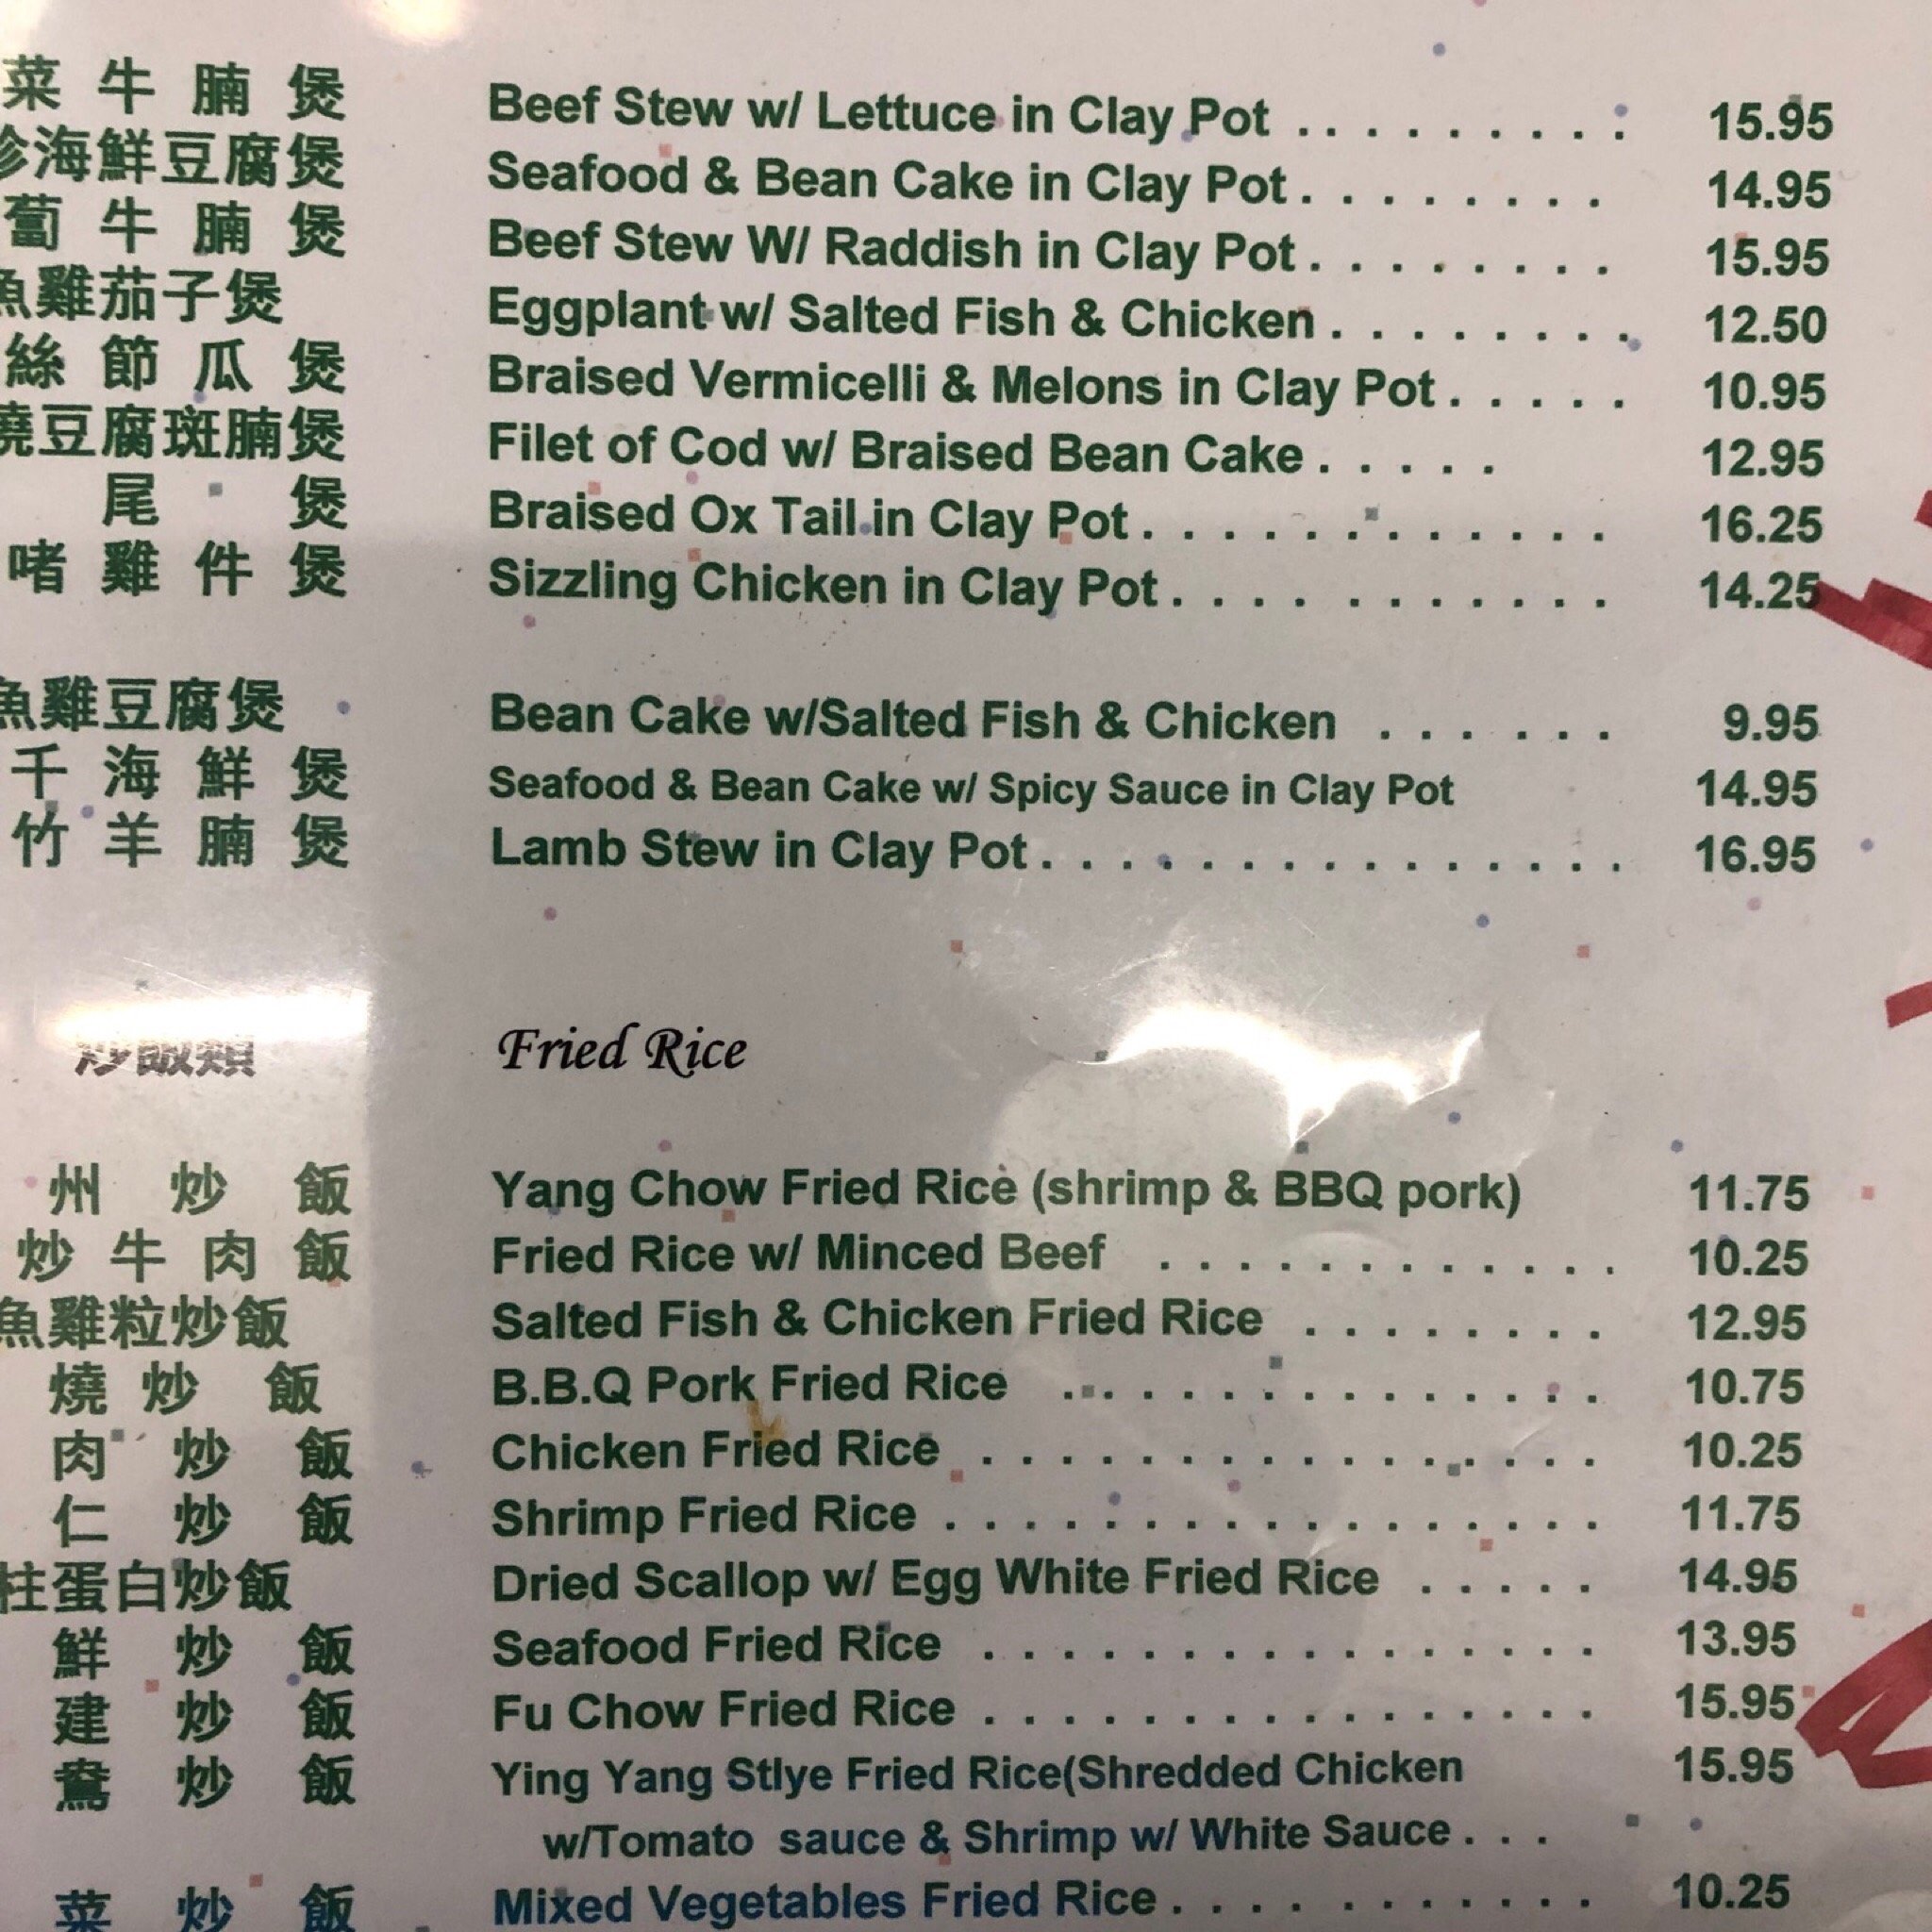 菜牛腩煲 Beef Stew w/ Lettuce in Clay Pot . . . . . . . . . 15.95
海鮮豆腐煲 Seafood & Bean Cake in Clay Pot . . . . . . . . 14.95
蔔牛腩煲 Beef Stew W/ Raddish in Clay Pot . . . . . . . . 15.95
魚雞茄子煲 Eggplant w/ Salted Fish & Chicken . . . . . . . . 12.50
絲節瓜煲 Braised Vermicelli & Melons in Clay Pot . . . . . 10.95
燒豆腐斑腩煲 Filet of Cod w/ Braised Bean Cake . . . . . 12.95
尾煲 Braised Ox Tail in Clay Pot . . . . . . . . . . . . 16.25
啫雞件煲 Sizzling Chicken in Clay Pot . . . . . . . . . . . 14.25
魚雞豆腐煲 Bean Cake w/Salted Fish & Chicken . . . . . . 9.95
千海鮮煲 Seafood & Bean Cake w/ Spicy Sauce in Clay Pot 14.95
竹羊腩煲 Lamb Stew in Clay Pot . . . . . . . . . . . . . . . 16.95
炒飯類 Fried Rice
州炒飯 Yang Chow Fried Rice (shrimp & BBQ pork) 11.75
炒牛肉飯 Fried Rice w/ Minced Beef . . . . . . . . . . . . 10.25
魚雞粒炒飯 Salted Fish & Chicken Fried Rice . . . . . . . . 12.95
燒炒飯 B.B.Q Pork Fried Rice . . . . . . . . . . . . . . 10.75
肉炒飯 Chicken Fried Rice . . . . . . . . . . . . . . . . 10.25
仁炒飯 Shrimp Fried Rice . . . . . . . . . . . . . . . . . 11.75
柱蛋白炒飯 Dried Scallop w/ Egg White Fried Rice . . . . . 14.95
鮮炒飯 Seafood Fried Rice . . . . . . . . . . . . . . . . 13.95
建炒飯 Fu Chow Fried Rice . . . . . . . . . . . . . . . . 15.95
鴦炒飯 Ying Yang Stlye Fried Rice(Shredded Chicken 15.95
w/Tomato sauce & Shrimp w/ White Sauce . . .
菜炒飯 Mixed Vegetables Fried Rice . . . . . . . . . . . 10.25